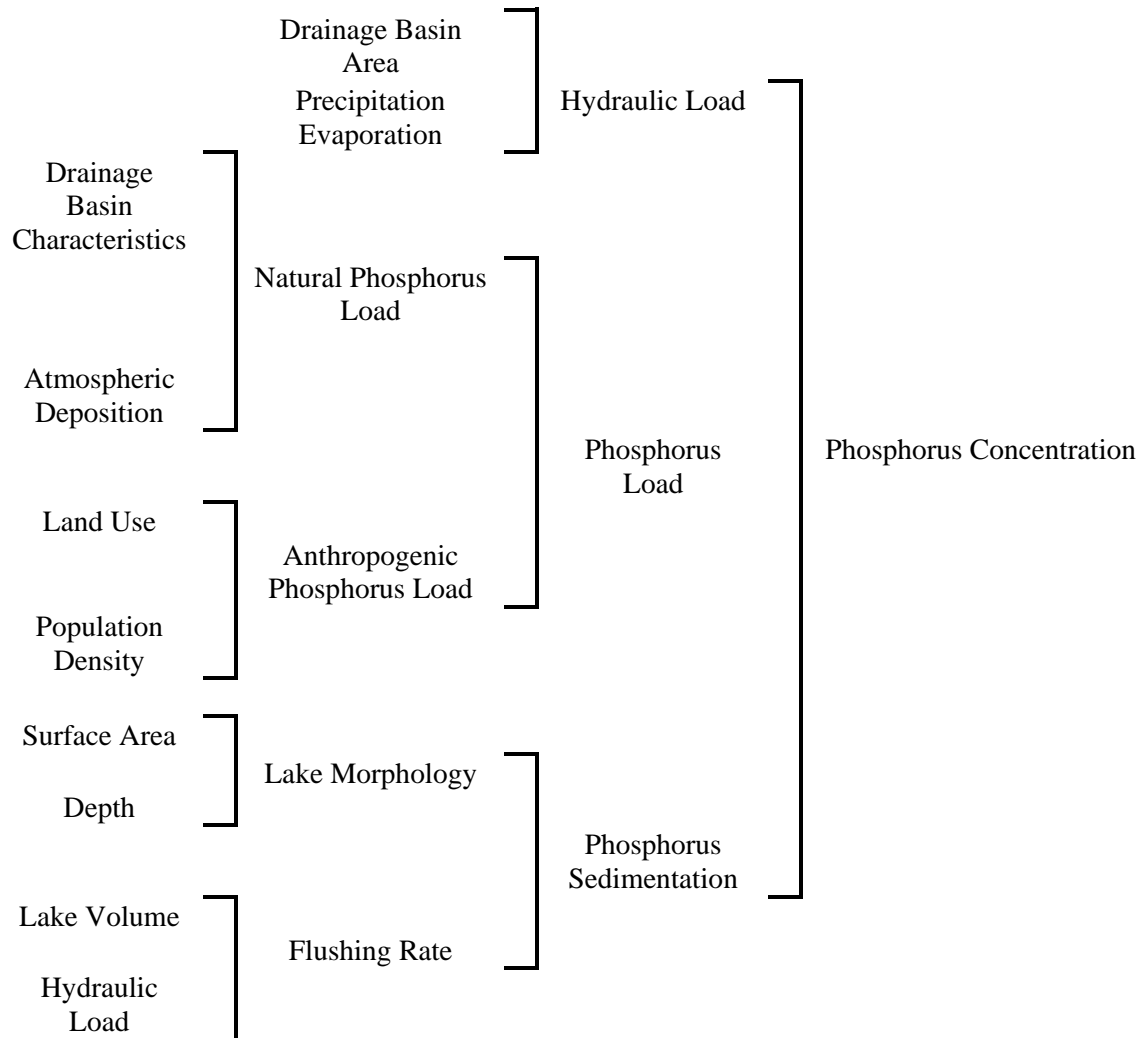 Drainage Basin
Area
Precipitation
Evaporation
Hydraulic Load
Drainage
Basin
Characteristics
Natural Phosphorus
Load
Atmospheric
Deposition
Phosphorus
Load
Phosphorus Concentration
Land Use
Anthropogenic
Phosphorus Load
Population
Density
Surface Area
Lake Morphology
Depth
Phosphorus
Sedimentation
Lake Volume
Flushing Rate
Hydraulic
Load